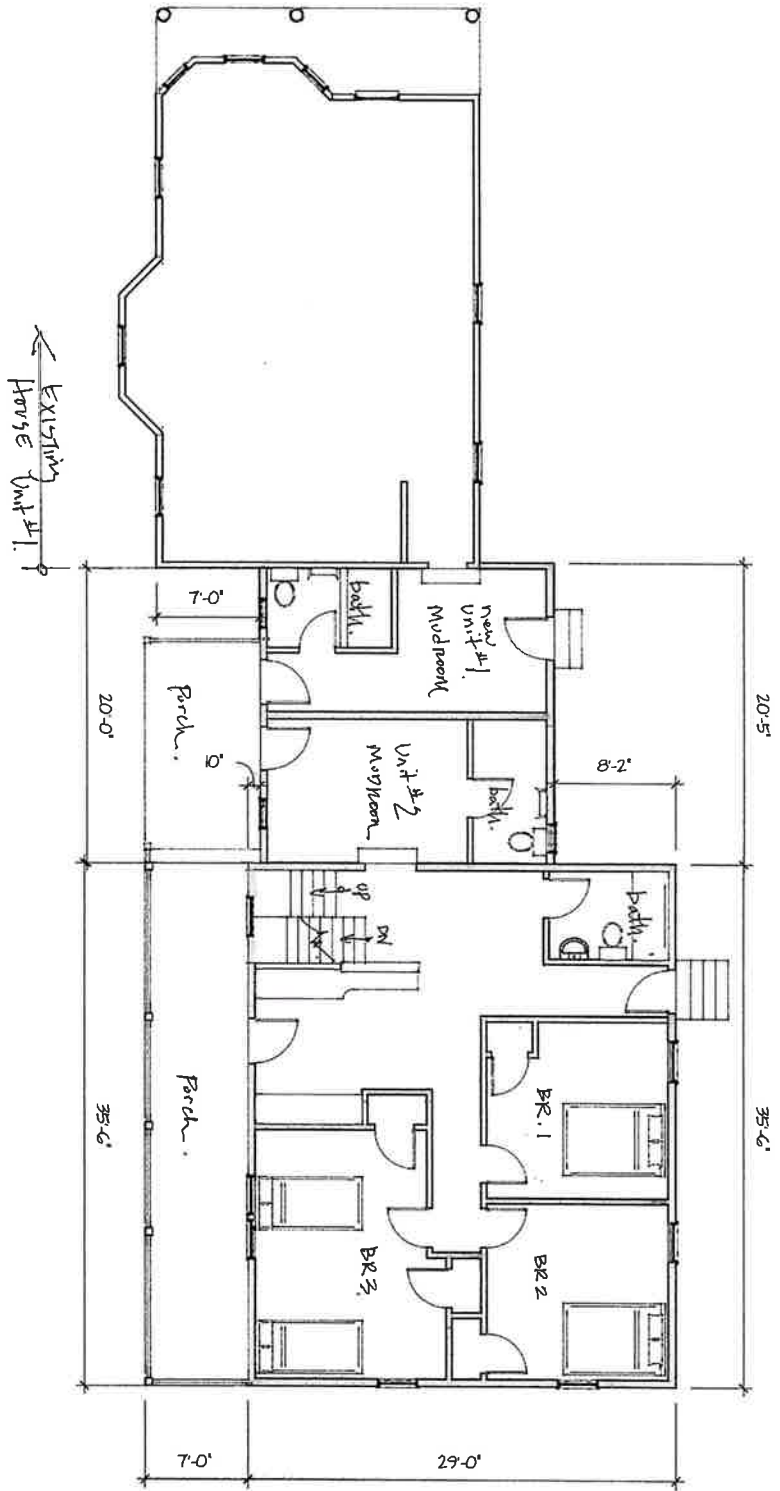 < EXISTING
HOUSE Unit #1.
7'-0"
20'-0"
Porch.
10"
bath.
new
unit #1.
Mudroom
Unit #2
Mudroom
bath.
20'-5"
8'-2"
UP
DN
bath.
BR. 1
BR 2
BR 3.
Porch.
35'-6"
35'-6"
7'-0"
29'-0"